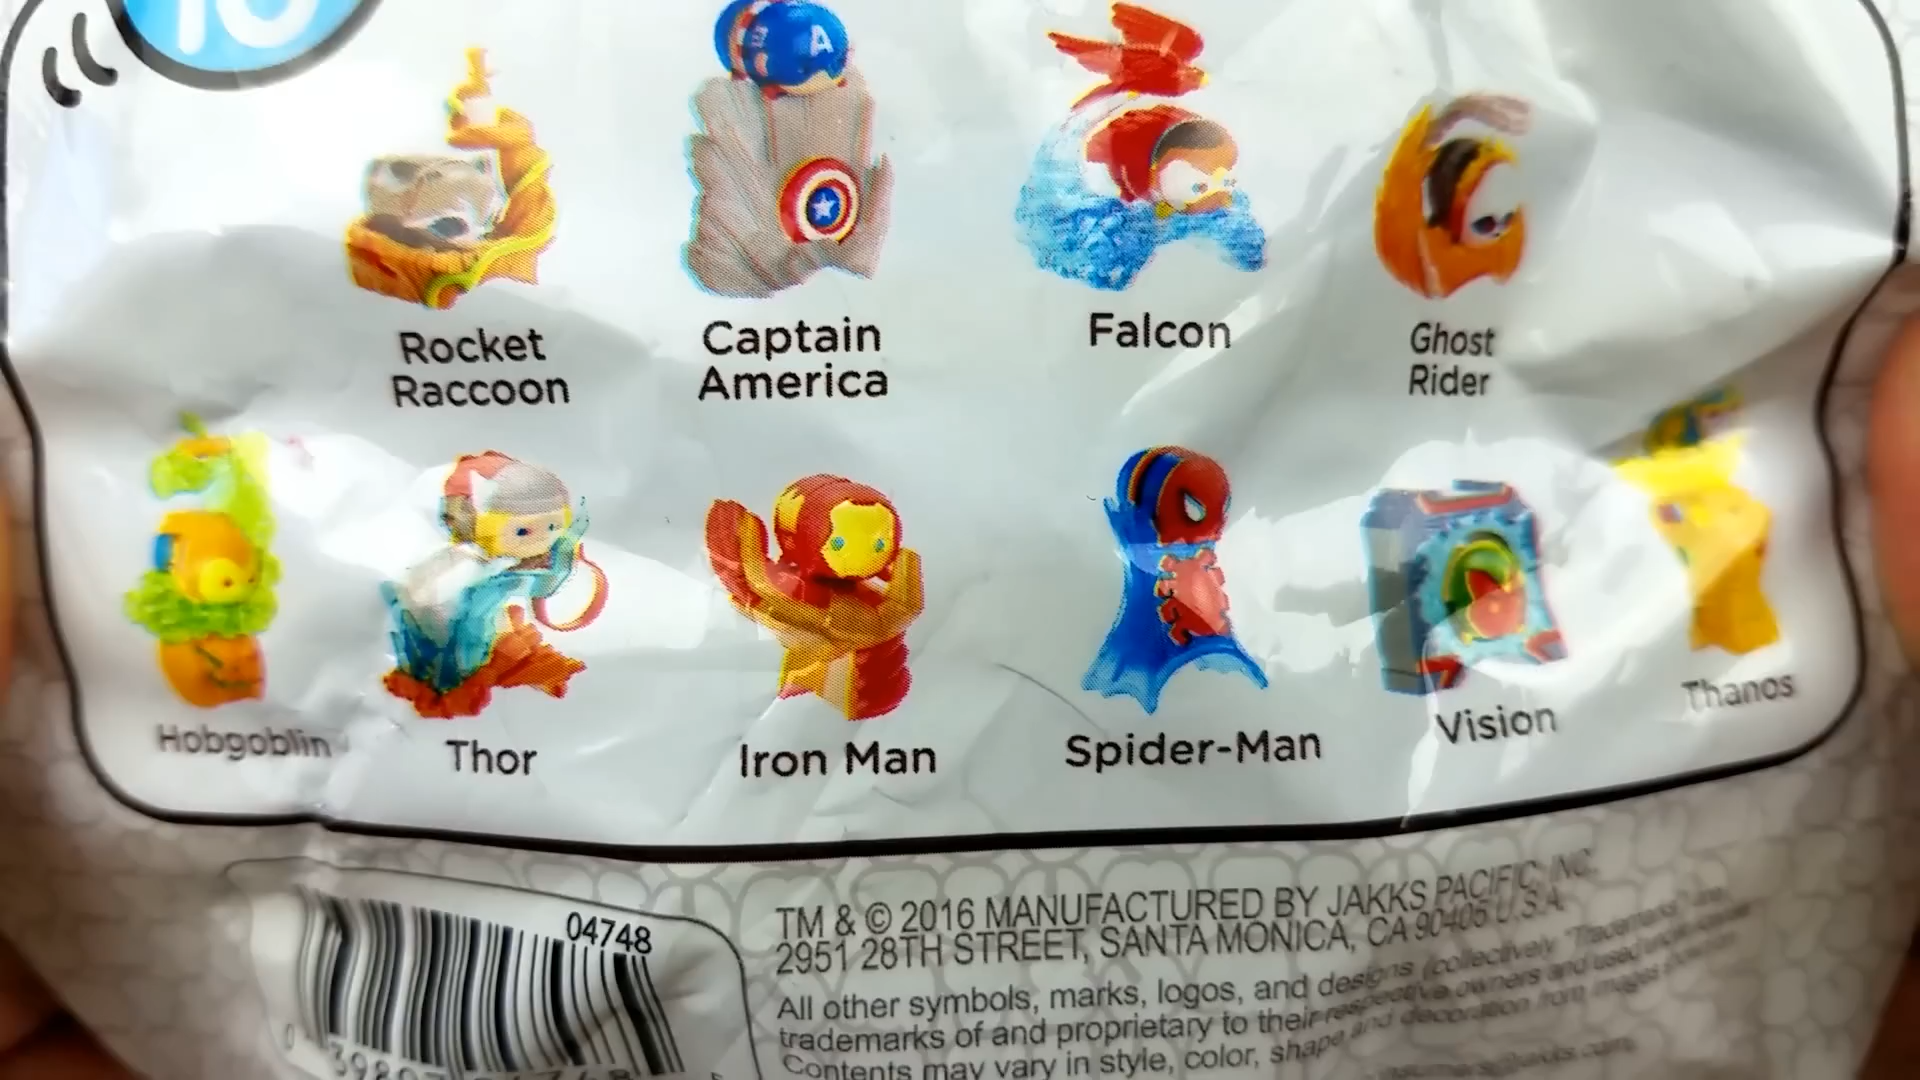 10
A
Rocket
Raccoon
Captain
America
Falcon
Ghost
Rider
Hobgoblin
Thor
Iron Man
Spider-Man
Vision
Thanos
04748
TM & © 2016 MANUFACTURED BY JAKKS PACIFIC, INC.
2951 28TH STREET, SANTA MONICA, CA 90405 U.S.A.
All other symbols, marks, logos, and designs (collectively "Trademarks") are
trademarks of and proprietary to their respective owners and used under
Contents may vary in style, color, shape and decoration from images